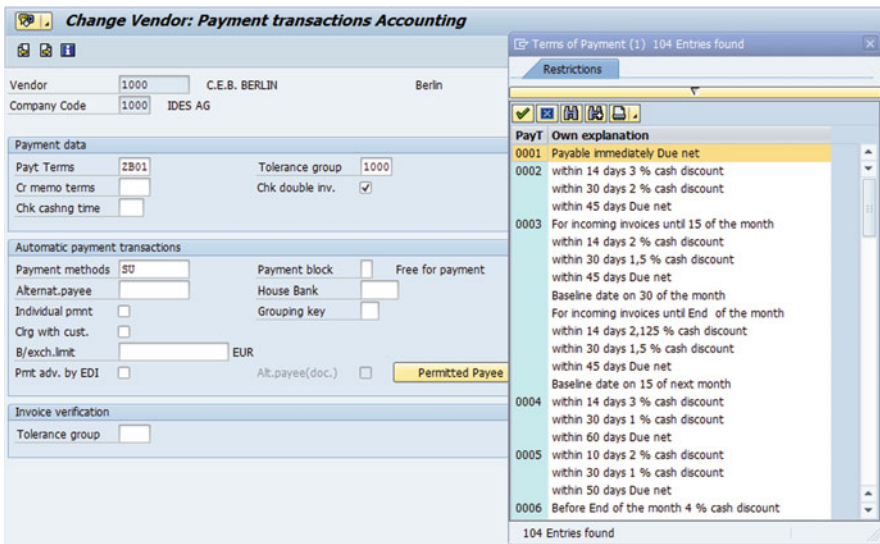 Change Vendor: Payment transactions Accounting
Vendor 1000 C.E.B. BERLIN Berlin
Company Code 1000 IDES AG
Payment data
Payt Terms ZB01 Tolerance group 1000
Cr memo terms Chk double inv.
Chk cashng time
Automatic payment transactions
Payment methods SU Payment block Free for payment
Alternat.payee House Bank
Individual pmnt Grouping key
Clrg with cust.
B/exch.limit EUR
Pmt adv. by EDI Alt.payee(doc.) Permitted Payee
Invoice verification
Tolerance group
Terms of Payment (1) 104 Entries found
Restrictions
PayT Own explanation
0001 Payable immediately Due net
0002 within 14 days 3 % cash discount
within 30 days 2 % cash discount
within 45 days Due net
0003 For incoming invoices until 15 of the month
within 14 days 2 % cash discount
within 30 days 1,5 % cash discount
within 45 days Due net
Baseline date on 30 of the month
For incoming invoices until End of the month
within 14 days 2,125 % cash discount
within 30 days 1,5 % cash discount
within 45 days Due net
Baseline date on 15 of next month
0004 within 14 days 3 % cash discount
within 30 days 1 % cash discount
within 60 days Due net
0005 within 10 days 2 % cash discount
within 30 days 1 % cash discount
within 50 days Due net
0006 Before End of the month 4 % cash discount
104 Entries found